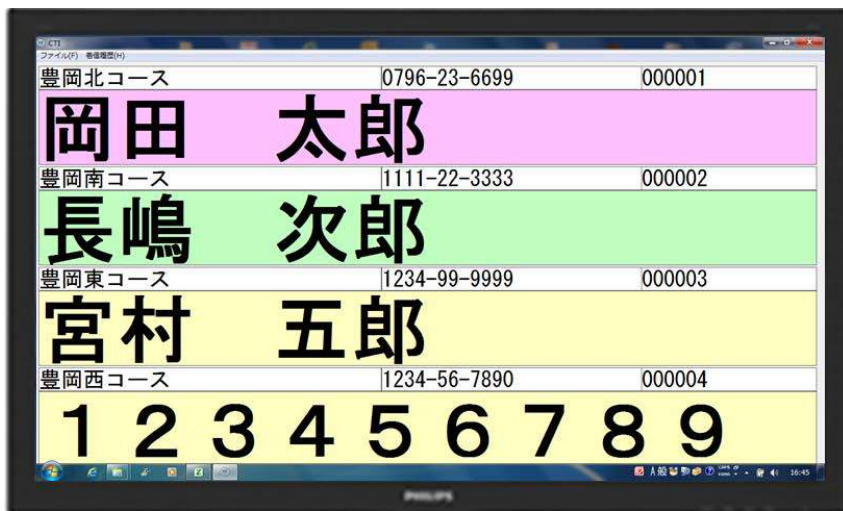 CTI
ファイル(F) 着信履歴(H)
豊岡北コース 0796-23-6699 000001
岡田 太郎
豊岡南コース 1111-22-3333 000002
長嶋 次郎
豊岡東コース 1234-99-9999 000003
宮村 五郎
豊岡西コース 1234-56-7890 000004
1 2 3 4 5 6 7 8 9
A 般 16:45
PHILIPS